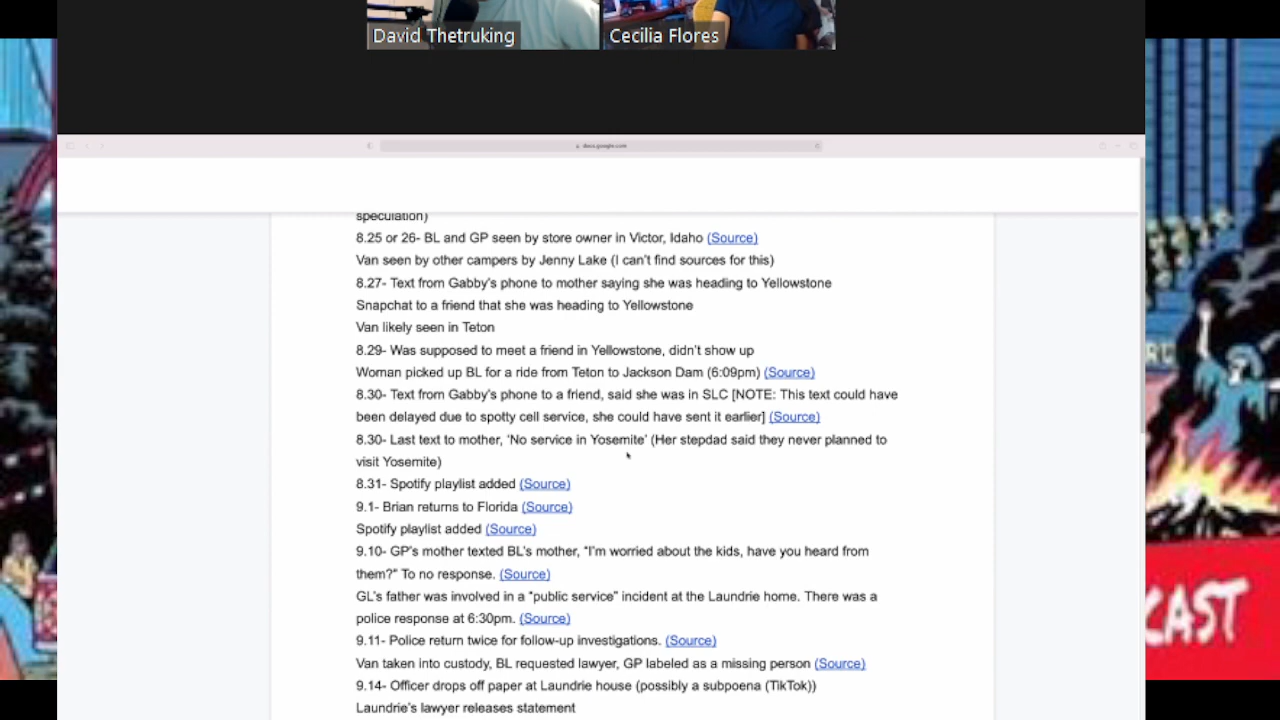 David Thetruking
Cecilia Flores
docs.google.com
speculation)
8.25 or 26- BL and GP seen by store owner in Victor, Idaho (Source)
Van seen by other campers by Jenny Lake (I can't find sources for this)
8.27- Text from Gabby's phone to mother saying she was heading to Yellowstone
Snapchat to a friend that she was heading to Yellowstone
Van likely seen in Teton
8.29- Was supposed to meet a friend in Yellowstone, didn't show up
Woman picked up BL for a ride from Teton to Jackson Dam (6:09pm) (Source)
8.30- Text from Gabby's phone to a friend, said she was in SLC [NOTE: This text could have
been delayed due to spotty cell service, she could have sent it earlier] (Source)
8.30- Last text to mother, 'No service in Yosemite' (Her stepdad said they never planned to
visit Yosemite)
8.31- Spotify playlist added (Source)
9.1- Brian returns to Florida (Source)
Spotify playlist added (Source)
9.10- GP's mother texted BL's mother, "I'm worried about the kids, have you heard from
them?" To no response. (Source)
GL's father was involved in a "public service" incident at the Laundrie home. There was a
police response at 6:30pm. (Source)
9.11- Police return twice for follow-up investigations. (Source)
Van taken into custody, BL requested lawyer, GP labeled as a missing person (Source)
9.14- Officer drops off paper at Laundrie house (possibly a subpoena (TikTok))
Laundrie's lawyer releases statement
CAST